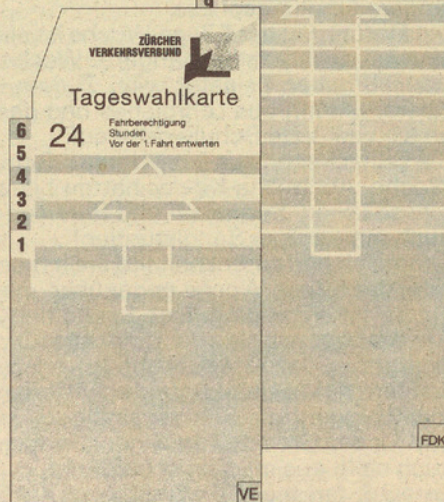 9
ZÜRCHER
VERKEHRSVERBUND
Tageswahlkarte
24
Fahrberechtigung
Stunden
Vor der 1. Fahrt entwerten
6
5
4
3
2
1
FDK
VE